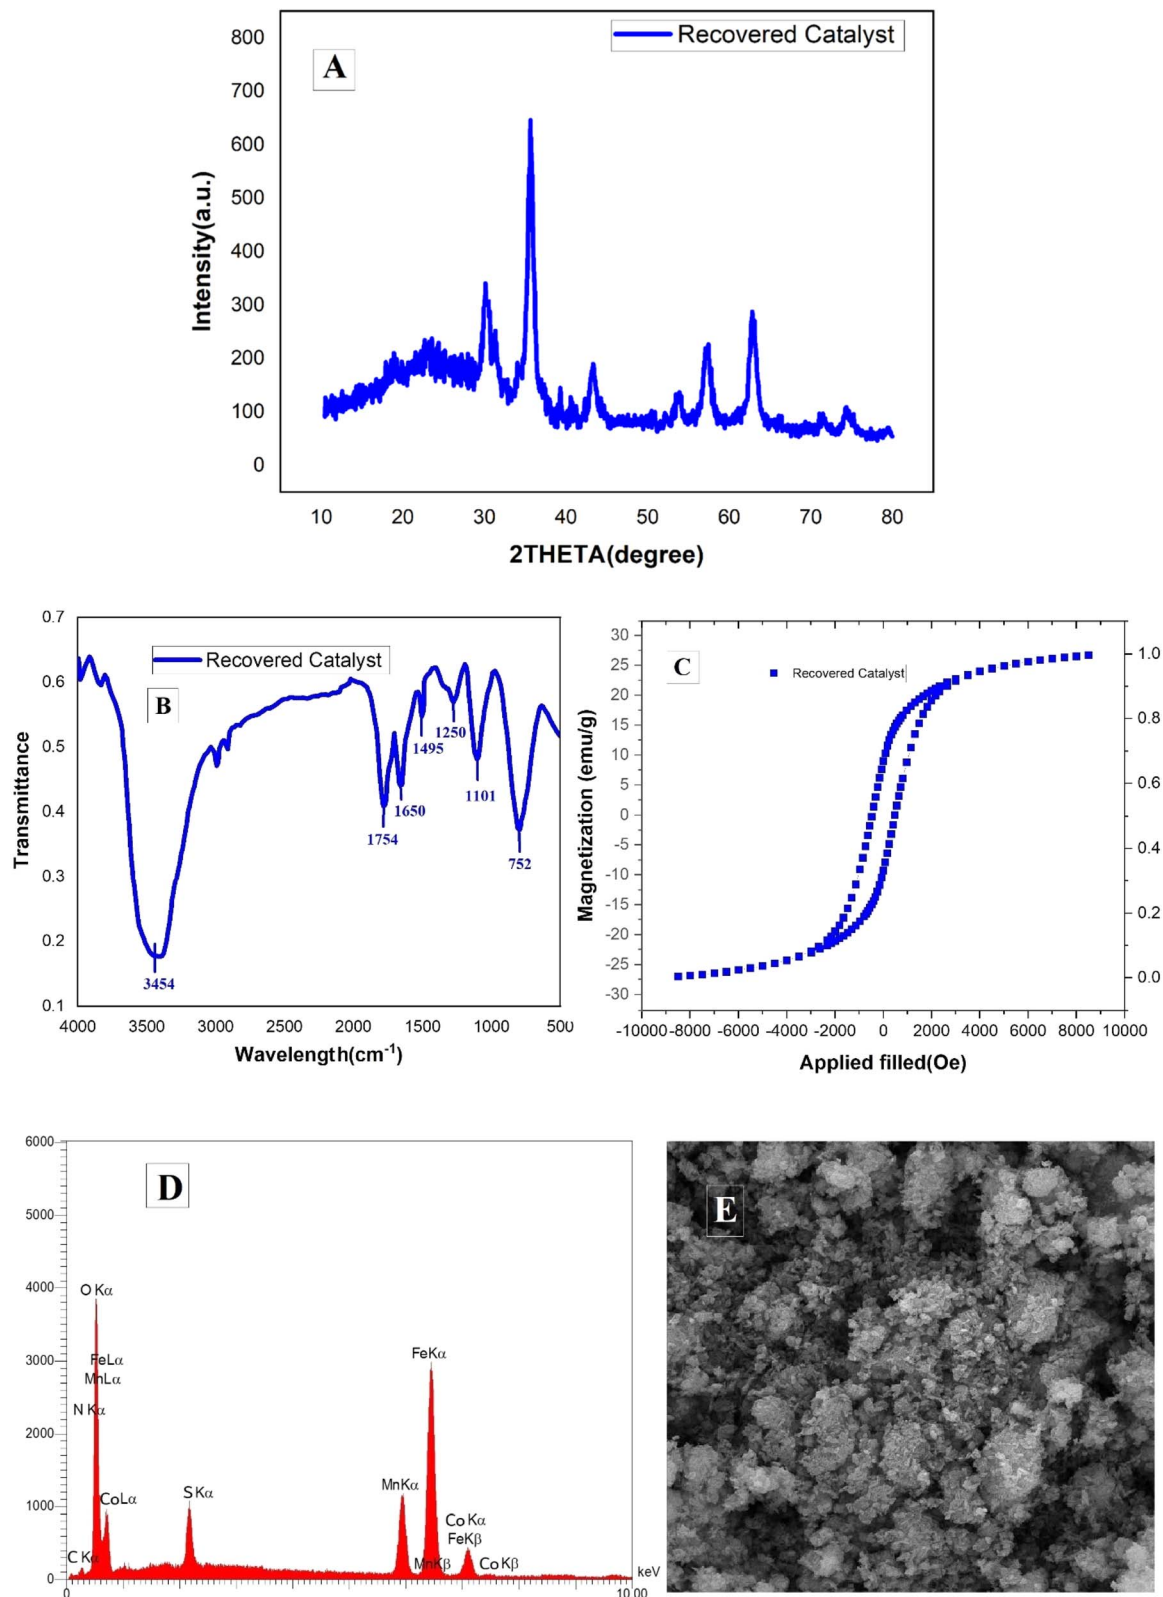 Recovered Catalyst
A
800
700
600
500
400
300
200
100
0
Intensity(a.u.)
10 20 30 40 50 60 70 80
2THETA(degree)
Recovered Catalyst
B
0.7
0.6
0.5
0.4
0.3
0.2
0.1
Transmittance
1495
1250
1650
1101
1754
752
3454
4000 3500 3000 2000 1500 1000 500
Wavelength(cm-1)
C
Recovered Catalyst
30
25
20
15
10
5
0
-5
-10
-15
-20
-25
-30
Magnetization (emu/g)
1.0
0.8
0.6
0.4
0.2
0.0
-10000 -8000 -6000 -4000 -2000 0 2000 4000 6000 8000 10000
Applied filled(Oe)
D
6000
5000
4000
3000
2000
1000
0
O Kα
FeLα
MnLα
N Kα
CoLα
C Kα
S Kα
MnKα
FeKα
Co Kα
FeKβ
MnKβ
Co Kβ
keV
0
E